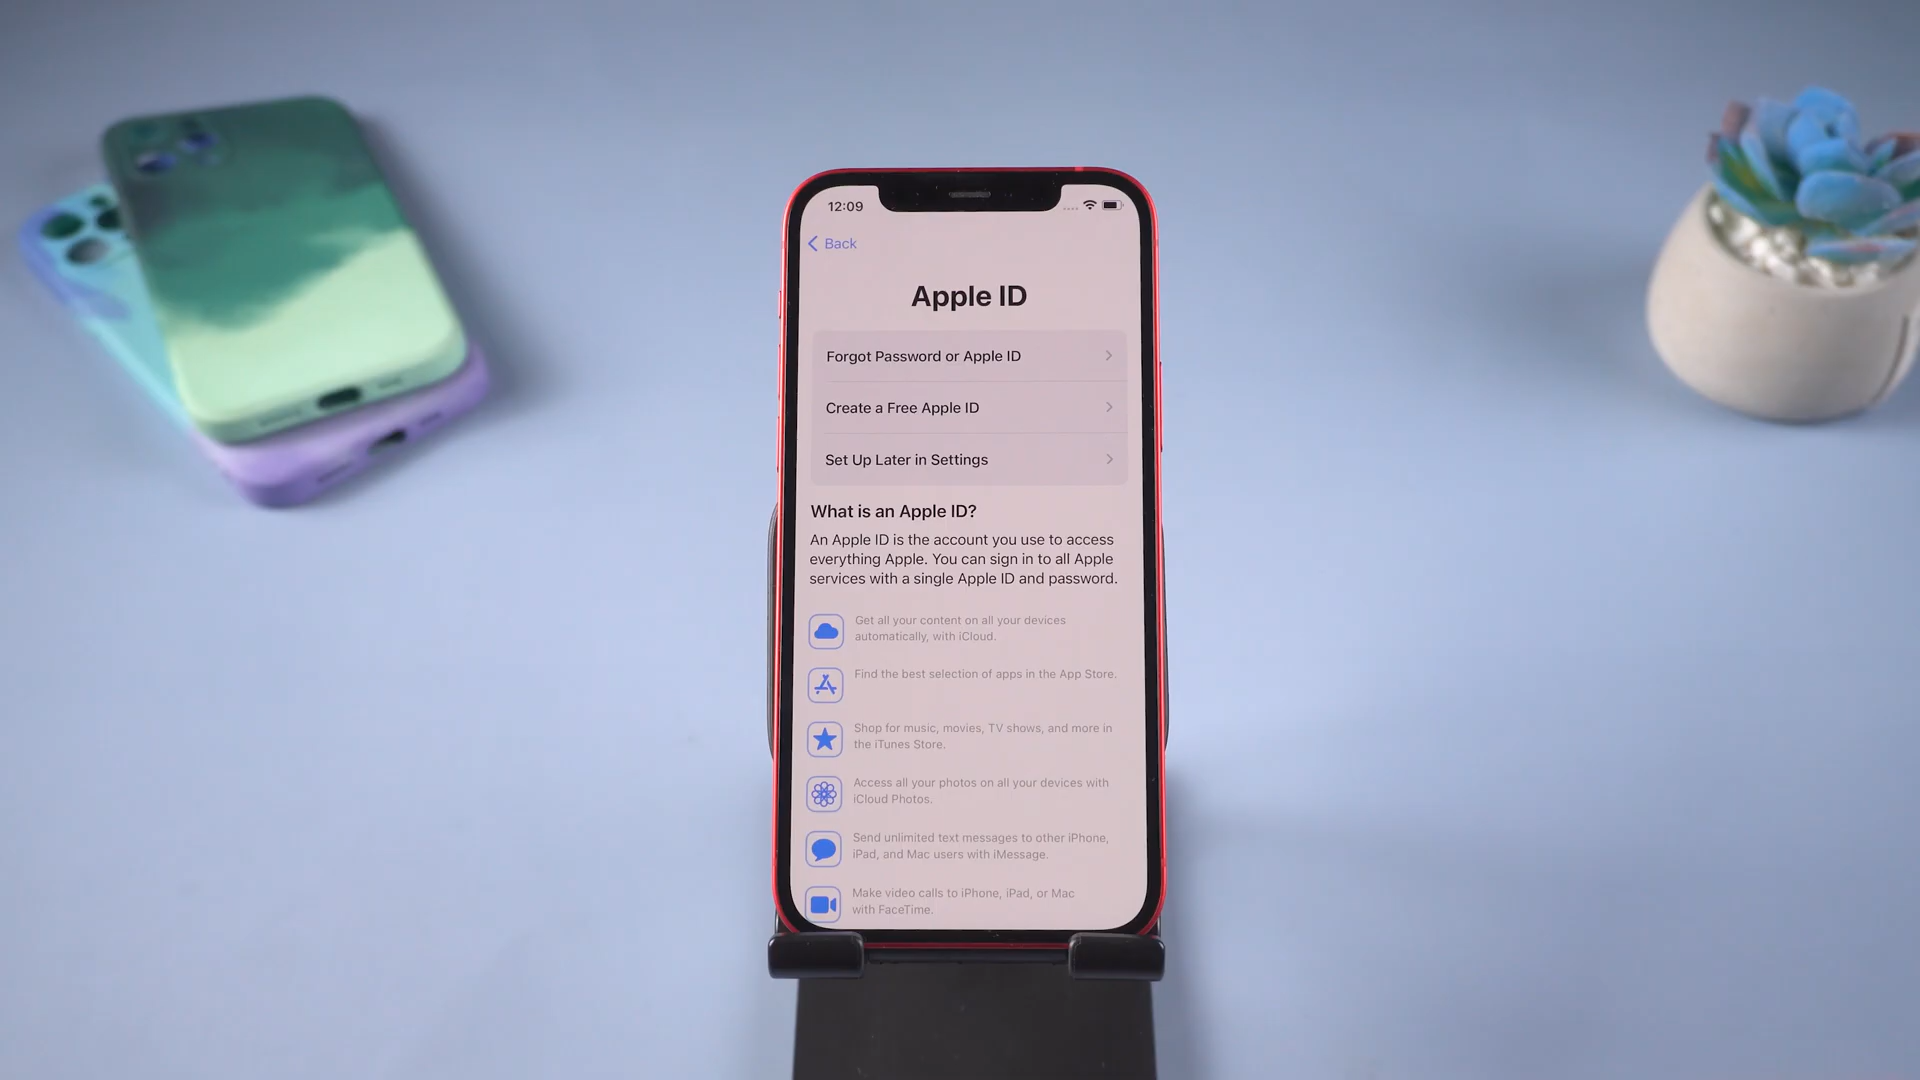 12:09
Back
Apple ID
Forgot Password or Apple ID
Create a Free Apple ID
Set Up Later in Settings
What is an Apple ID?
An Apple ID is the account you use to access
everything Apple. You can sign in to all Apple
services with a single Apple ID and password.
Get all your content on all your devices
automatically, with iCloud.
Find the best selection of apps in the App Store.
Shop for music, movies, TV shows, and more in
the iTunes Store.
Access all your photos on all your devices with
iCloud Photos.
Send unlimited text messages to other iPhone,
iPad, and Mac users with iMessage.
Make video calls to iPhone, iPad, or Mac
with FaceTime.